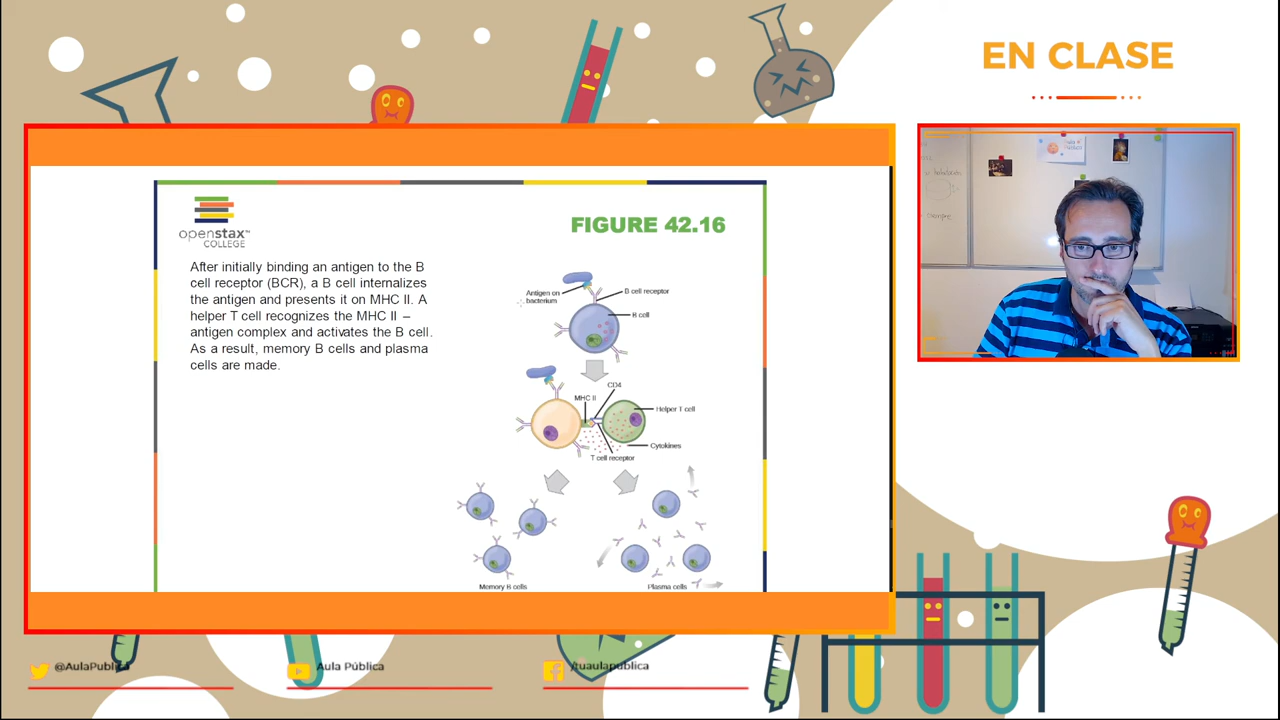 EN CLASE
openstax™
COLLEGE
FIGURE 42.16
After initially binding an antigen to the B
cell receptor (BCR), a B cell internalizes
the antigen and presents it on MHC II. A
helper T cell recognizes the MHC II –
antigen complex and activates the B cell.
As a result, memory B cells and plasma
cells are made.
Antigen on
bacterium
B cell receptor
B cell
CD4
MHC II
Helper T cell
Cytokines
T cell receptor
Memory B cells
Plasma cells
@AulaPublica
Aula Pública
/tuaulapublica